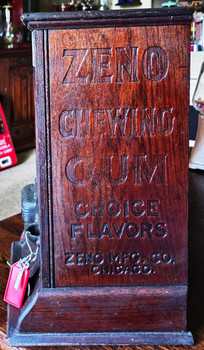 ZENO
CHEWING
GUM
CHOICE
FLAVORS
ZENO MFG. CO.
CHICAGO.